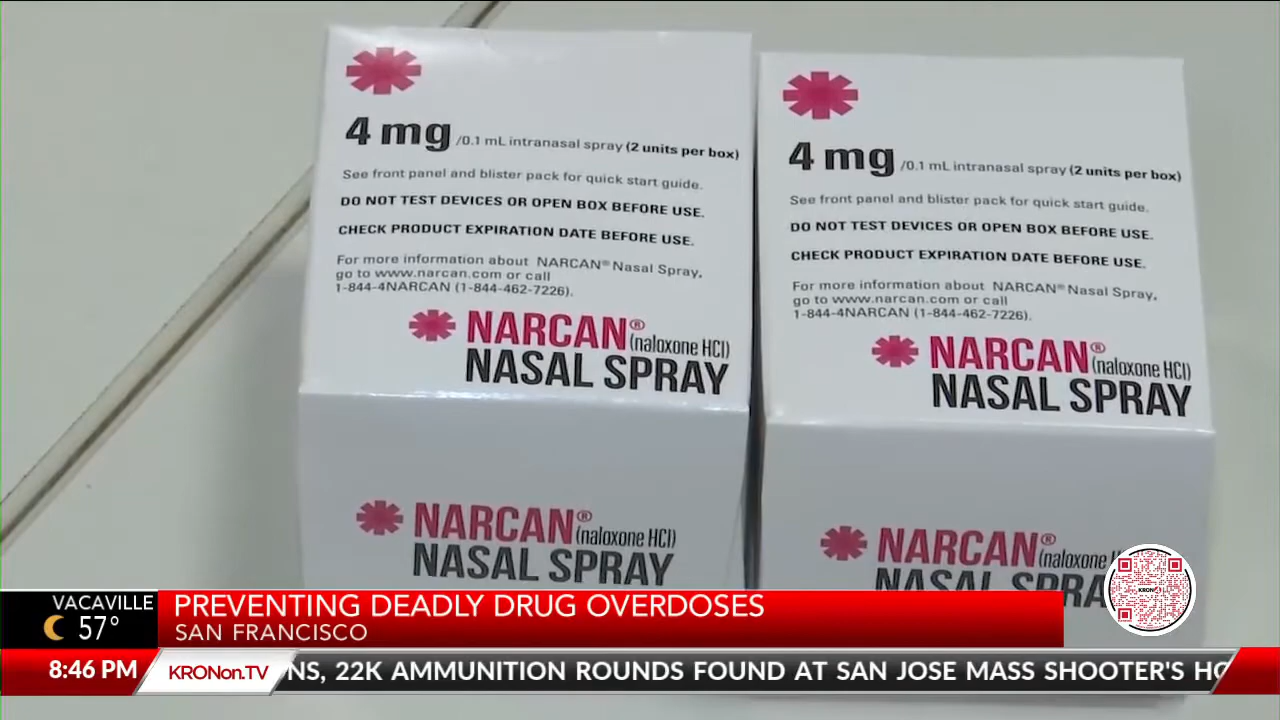 4 mg /0.1 mL intranasal spray (2 units per box)
See front panel and blister pack for quick start guide.
DO NOT TEST DEVICES OR OPEN BOX BEFORE USE.
CHECK PRODUCT EXPIRATION DATE BEFORE USE.
For more information about NARCAN® Nasal Spray,
go to www.narcan.com or call
1-844-4NARCAN (1-844-462-7226).
NARCAN® (naloxone HCl)
NASAL SPRAY
NARCAN® (naloxone HCl)
NASAL SPRAY
4 mg /0.1 mL intranasal spray (2 units per box)
See front panel and blister pack for quick start guide.
DO NOT TEST DEVICES OR OPEN BOX BEFORE USE.
CHECK PRODUCT EXPIRATION DATE BEFORE USE.
For more information about NARCAN® Nasal Spray,
go to www.narcan.com or call
1-844-4NARCAN (1-844-462-7226).
NARCAN® (naloxone HCl)
NASAL SPRAY
NARCAN® (naloxone
NASAL SPRA
KRON
VACAVILLE
57°
PREVENTING DEADLY DRUG OVERDOSES
SAN FRANCISCO
8:46 PM
KRONon.TV
NS, 22K AMMUNITION ROUNDS FOUND AT SAN JOSE MASS SHOOTER'S HO